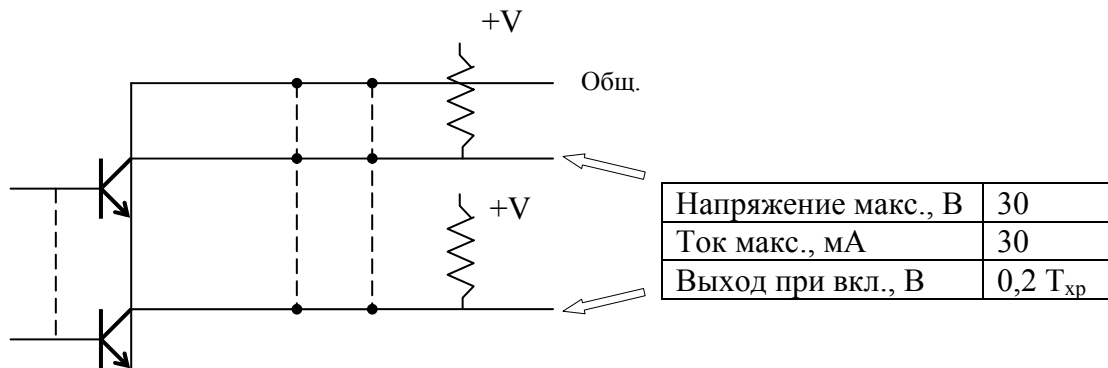 +V
Общ.
+V
Напряжение макс., В 30
Ток макс., мА 30
Выход при вкл., В 0,2 Тхр